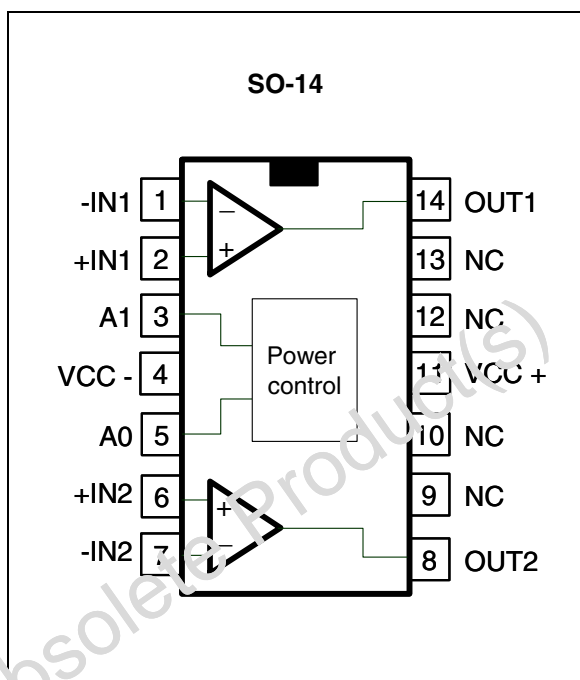 SO-14
-IN1 1
+IN1 2
A1 3
VCC - 4
A0 5
+IN2 6
-IN2 7
14 OUT1
13 NC
12 NC
11 VCC +
10 NC
9 NC
8 OUT2
−
+
Power
control
+
−
bsolete Product(s)